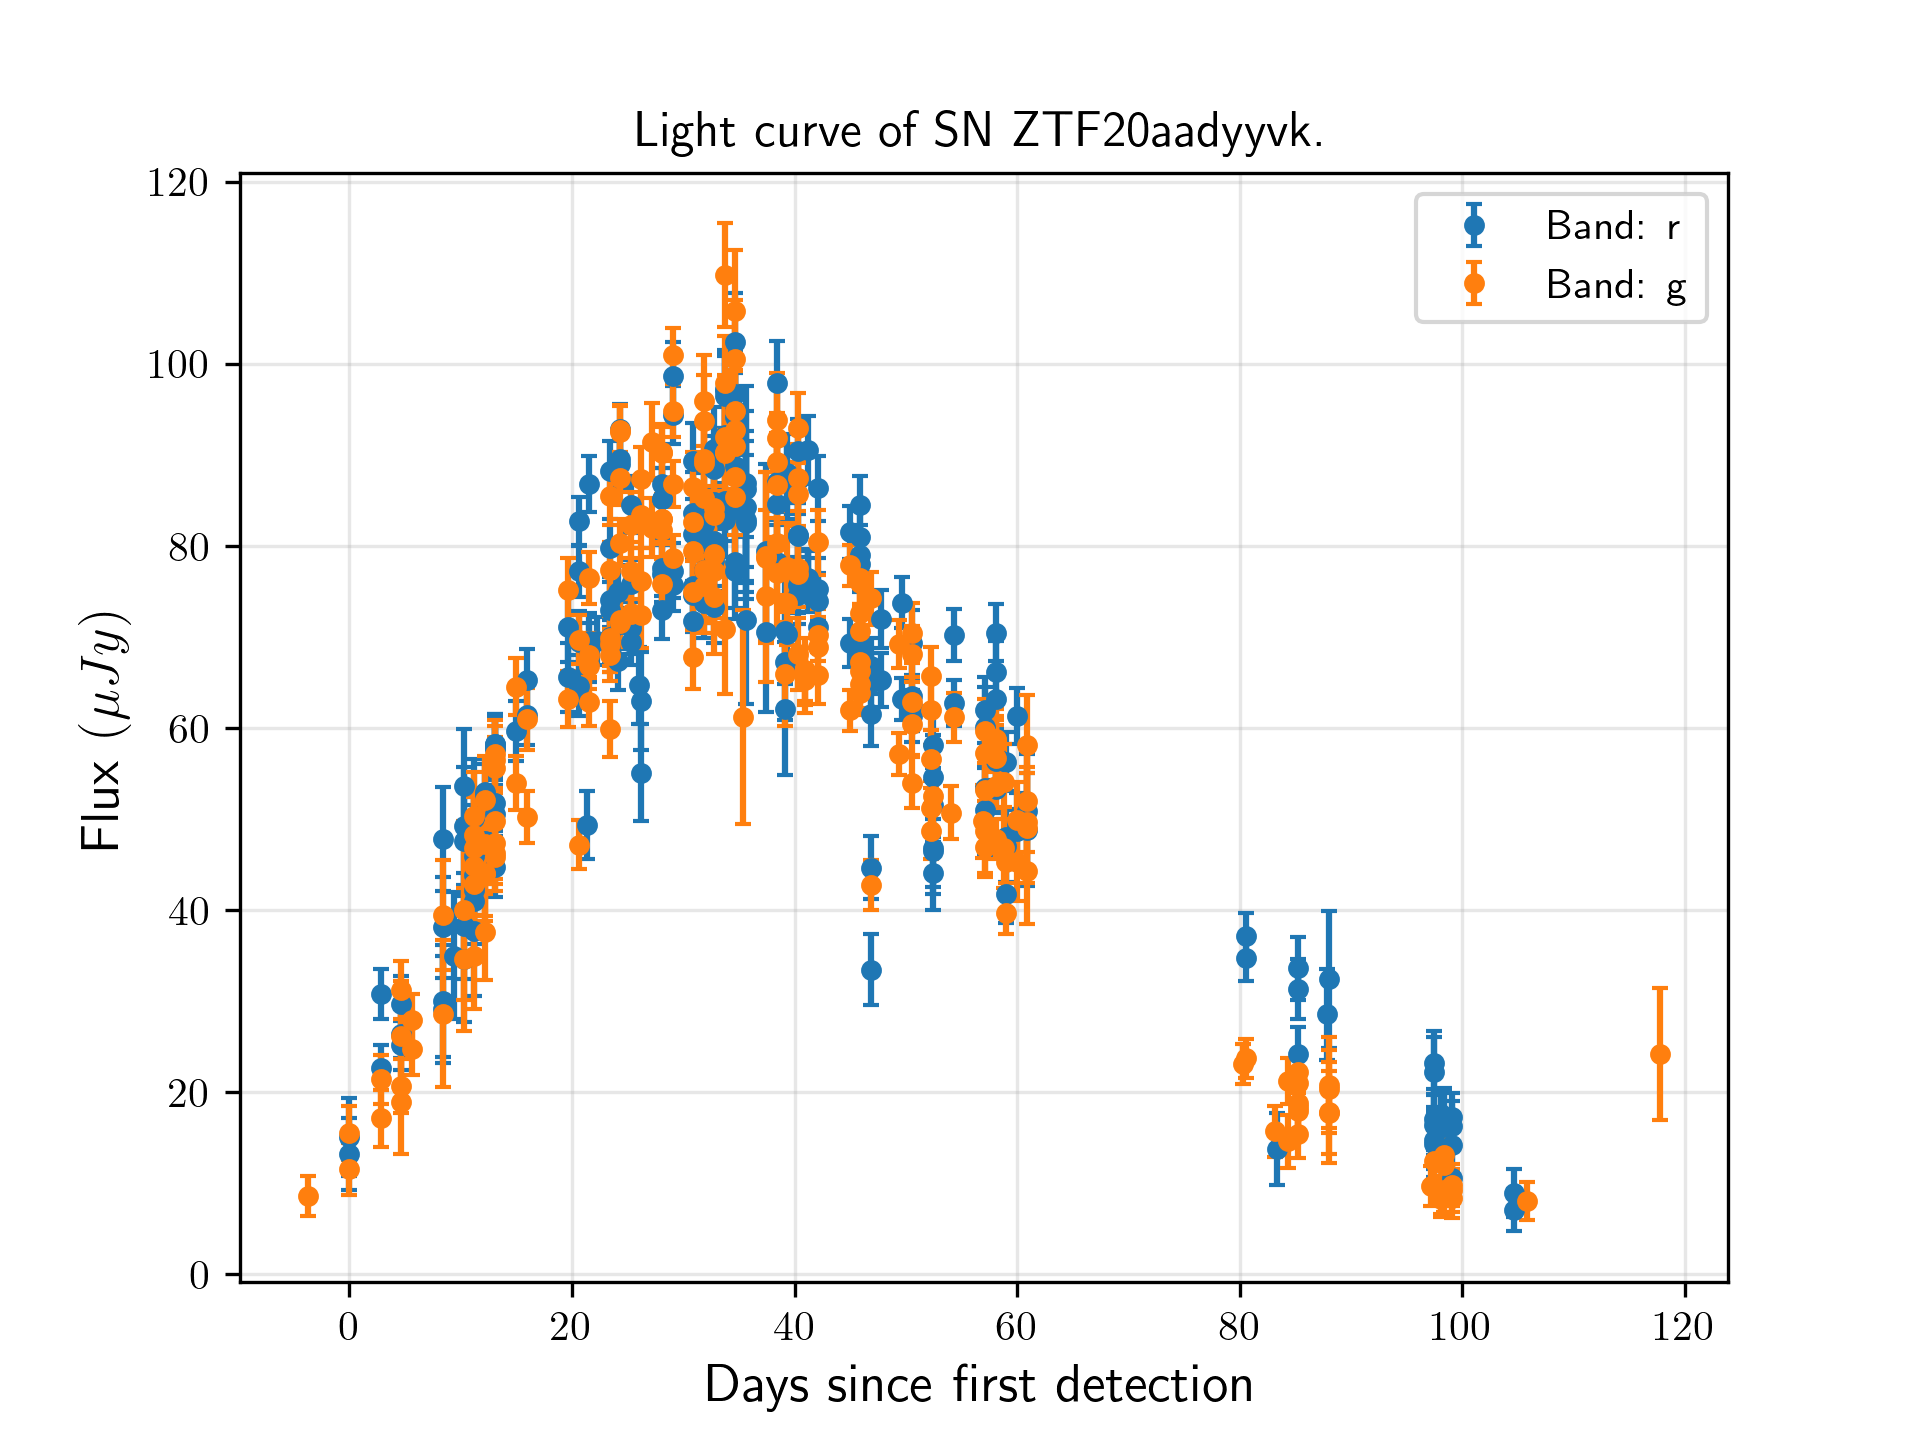 Light curve of SN ZTF20aadyyvk.
120
100
80
60
40
20
0
Flux (μJy)
Band: r
Band: g
0 20 40 60 80 100 120
Days since first detection